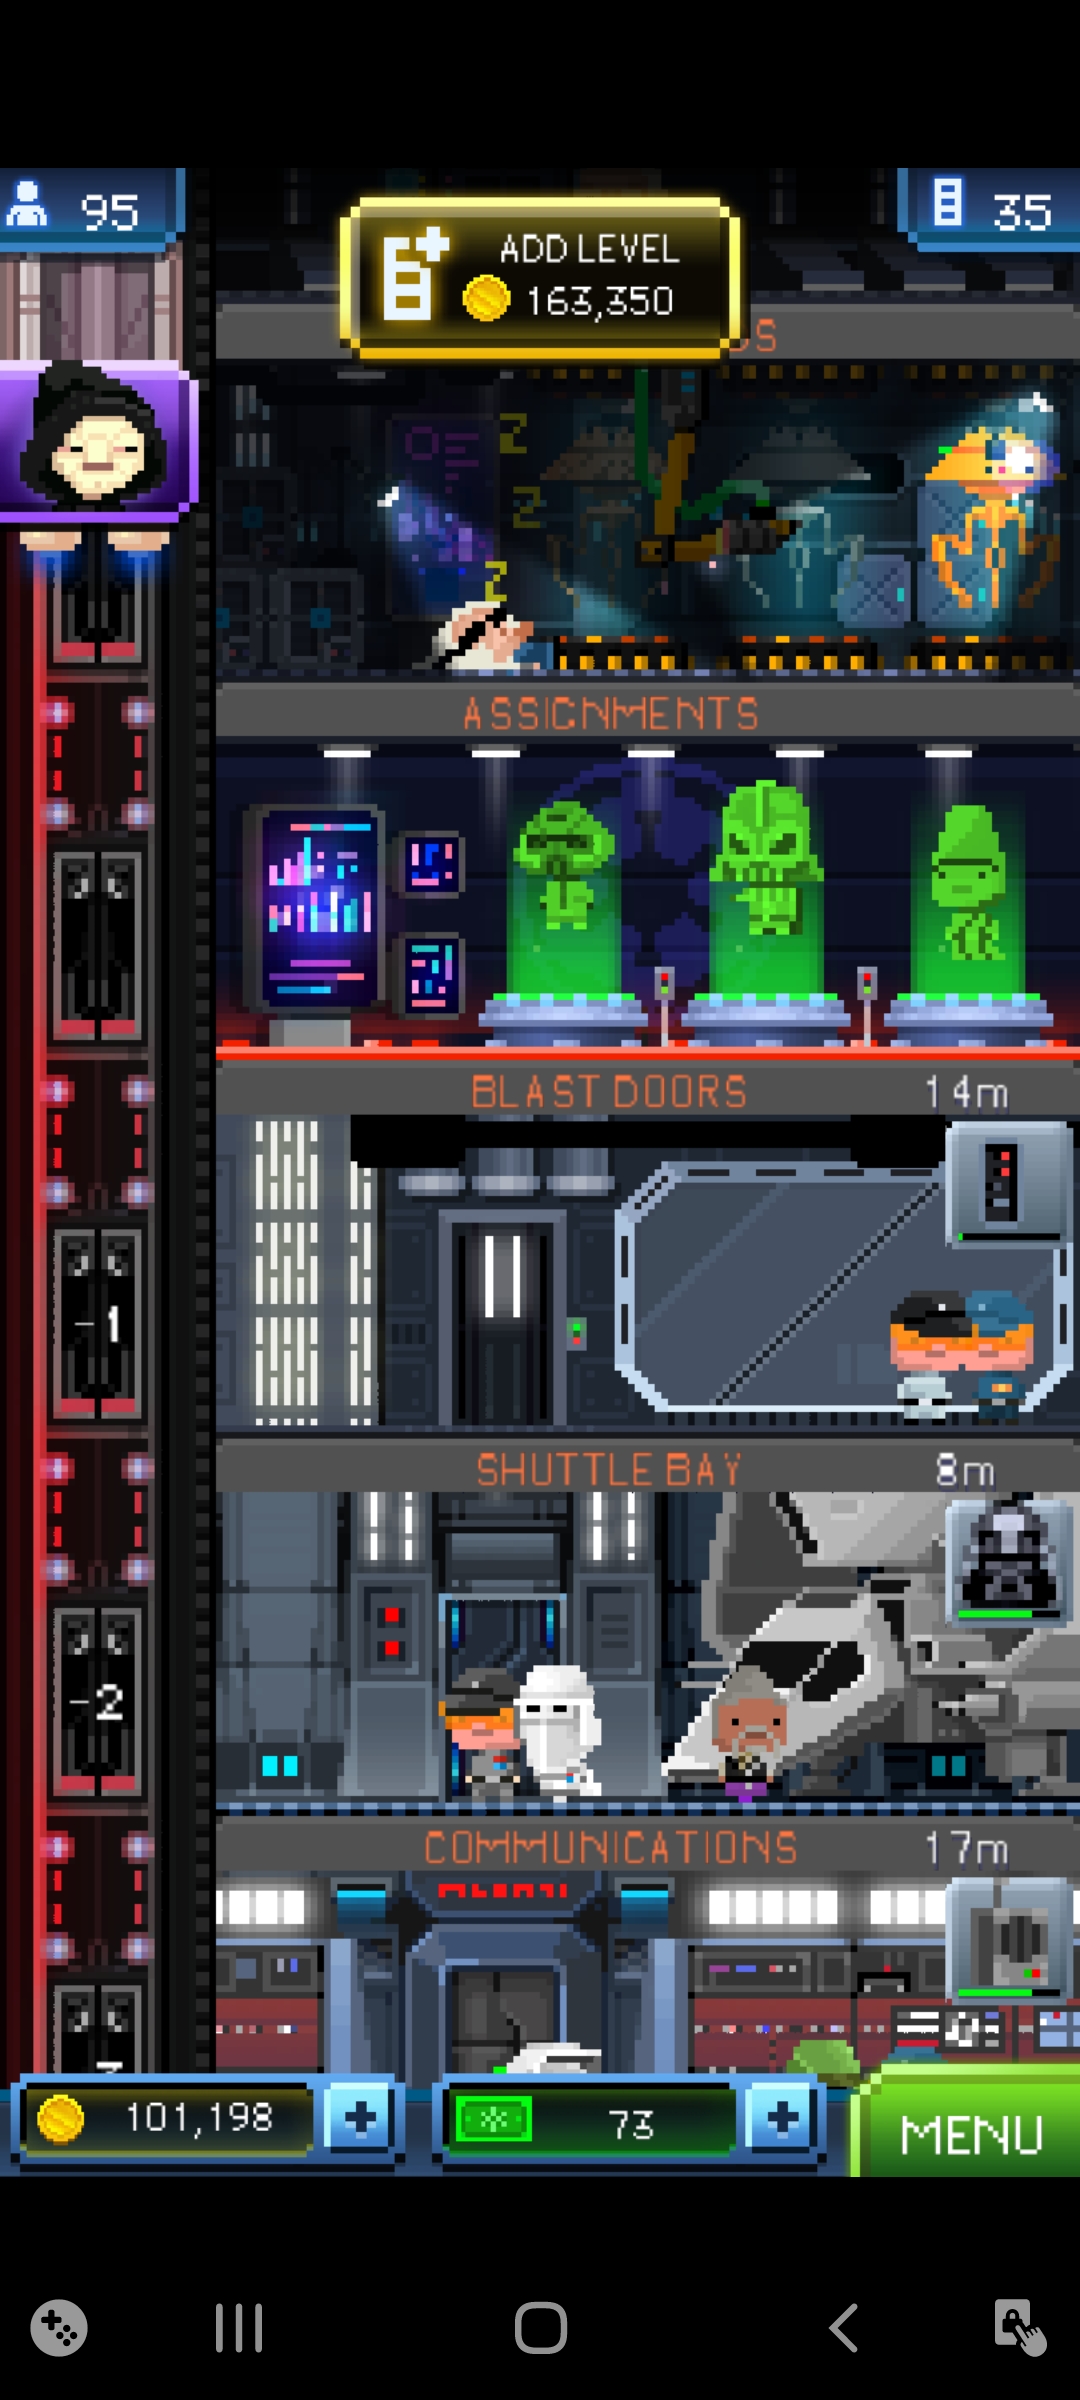 95
ADD LEVEL
163,350
35
DS
Z
Z
Z
ASSIGNMENTS
BLAST DOORS 14m
-1
SHUTTLE BAY 8m
-2
COMMUNICATIONS 17m
101,198
+
73
+
MENU